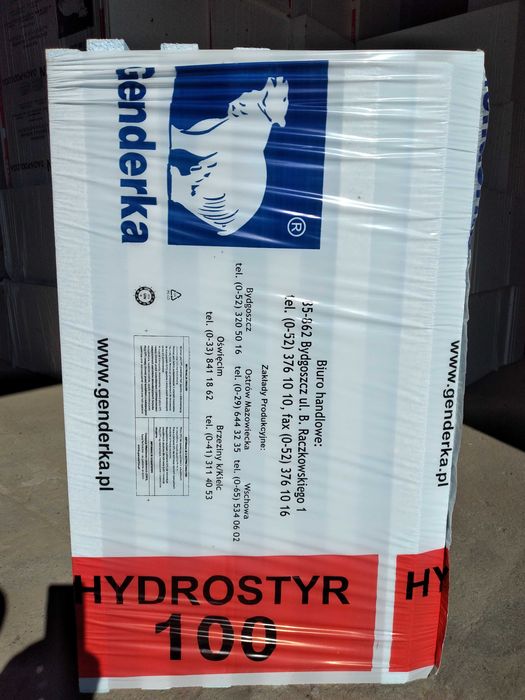 Genderka
®
Biuro handlowe:
85-862 Bydgoszcz ul. B. Raczkowskiego 1
tel. (0-52) 376 10 10, fax (0-52) 376 10 16
Zakłady Produkcyjne:
Bydgoszcz
tel. (0-52) 320 50 16
Ostrów Mazowiecka
tel. (0-29) 644 32 35
Wschowa
tel. (0-65) 534 06 02
Oświęcim
tel. (0-33) 841 18 62
Brzeziny k/Kielc
tel. (0-41) 311 40 53
www.genderka.pl
www.genderka.pl
HYDROSTYR
100
HY